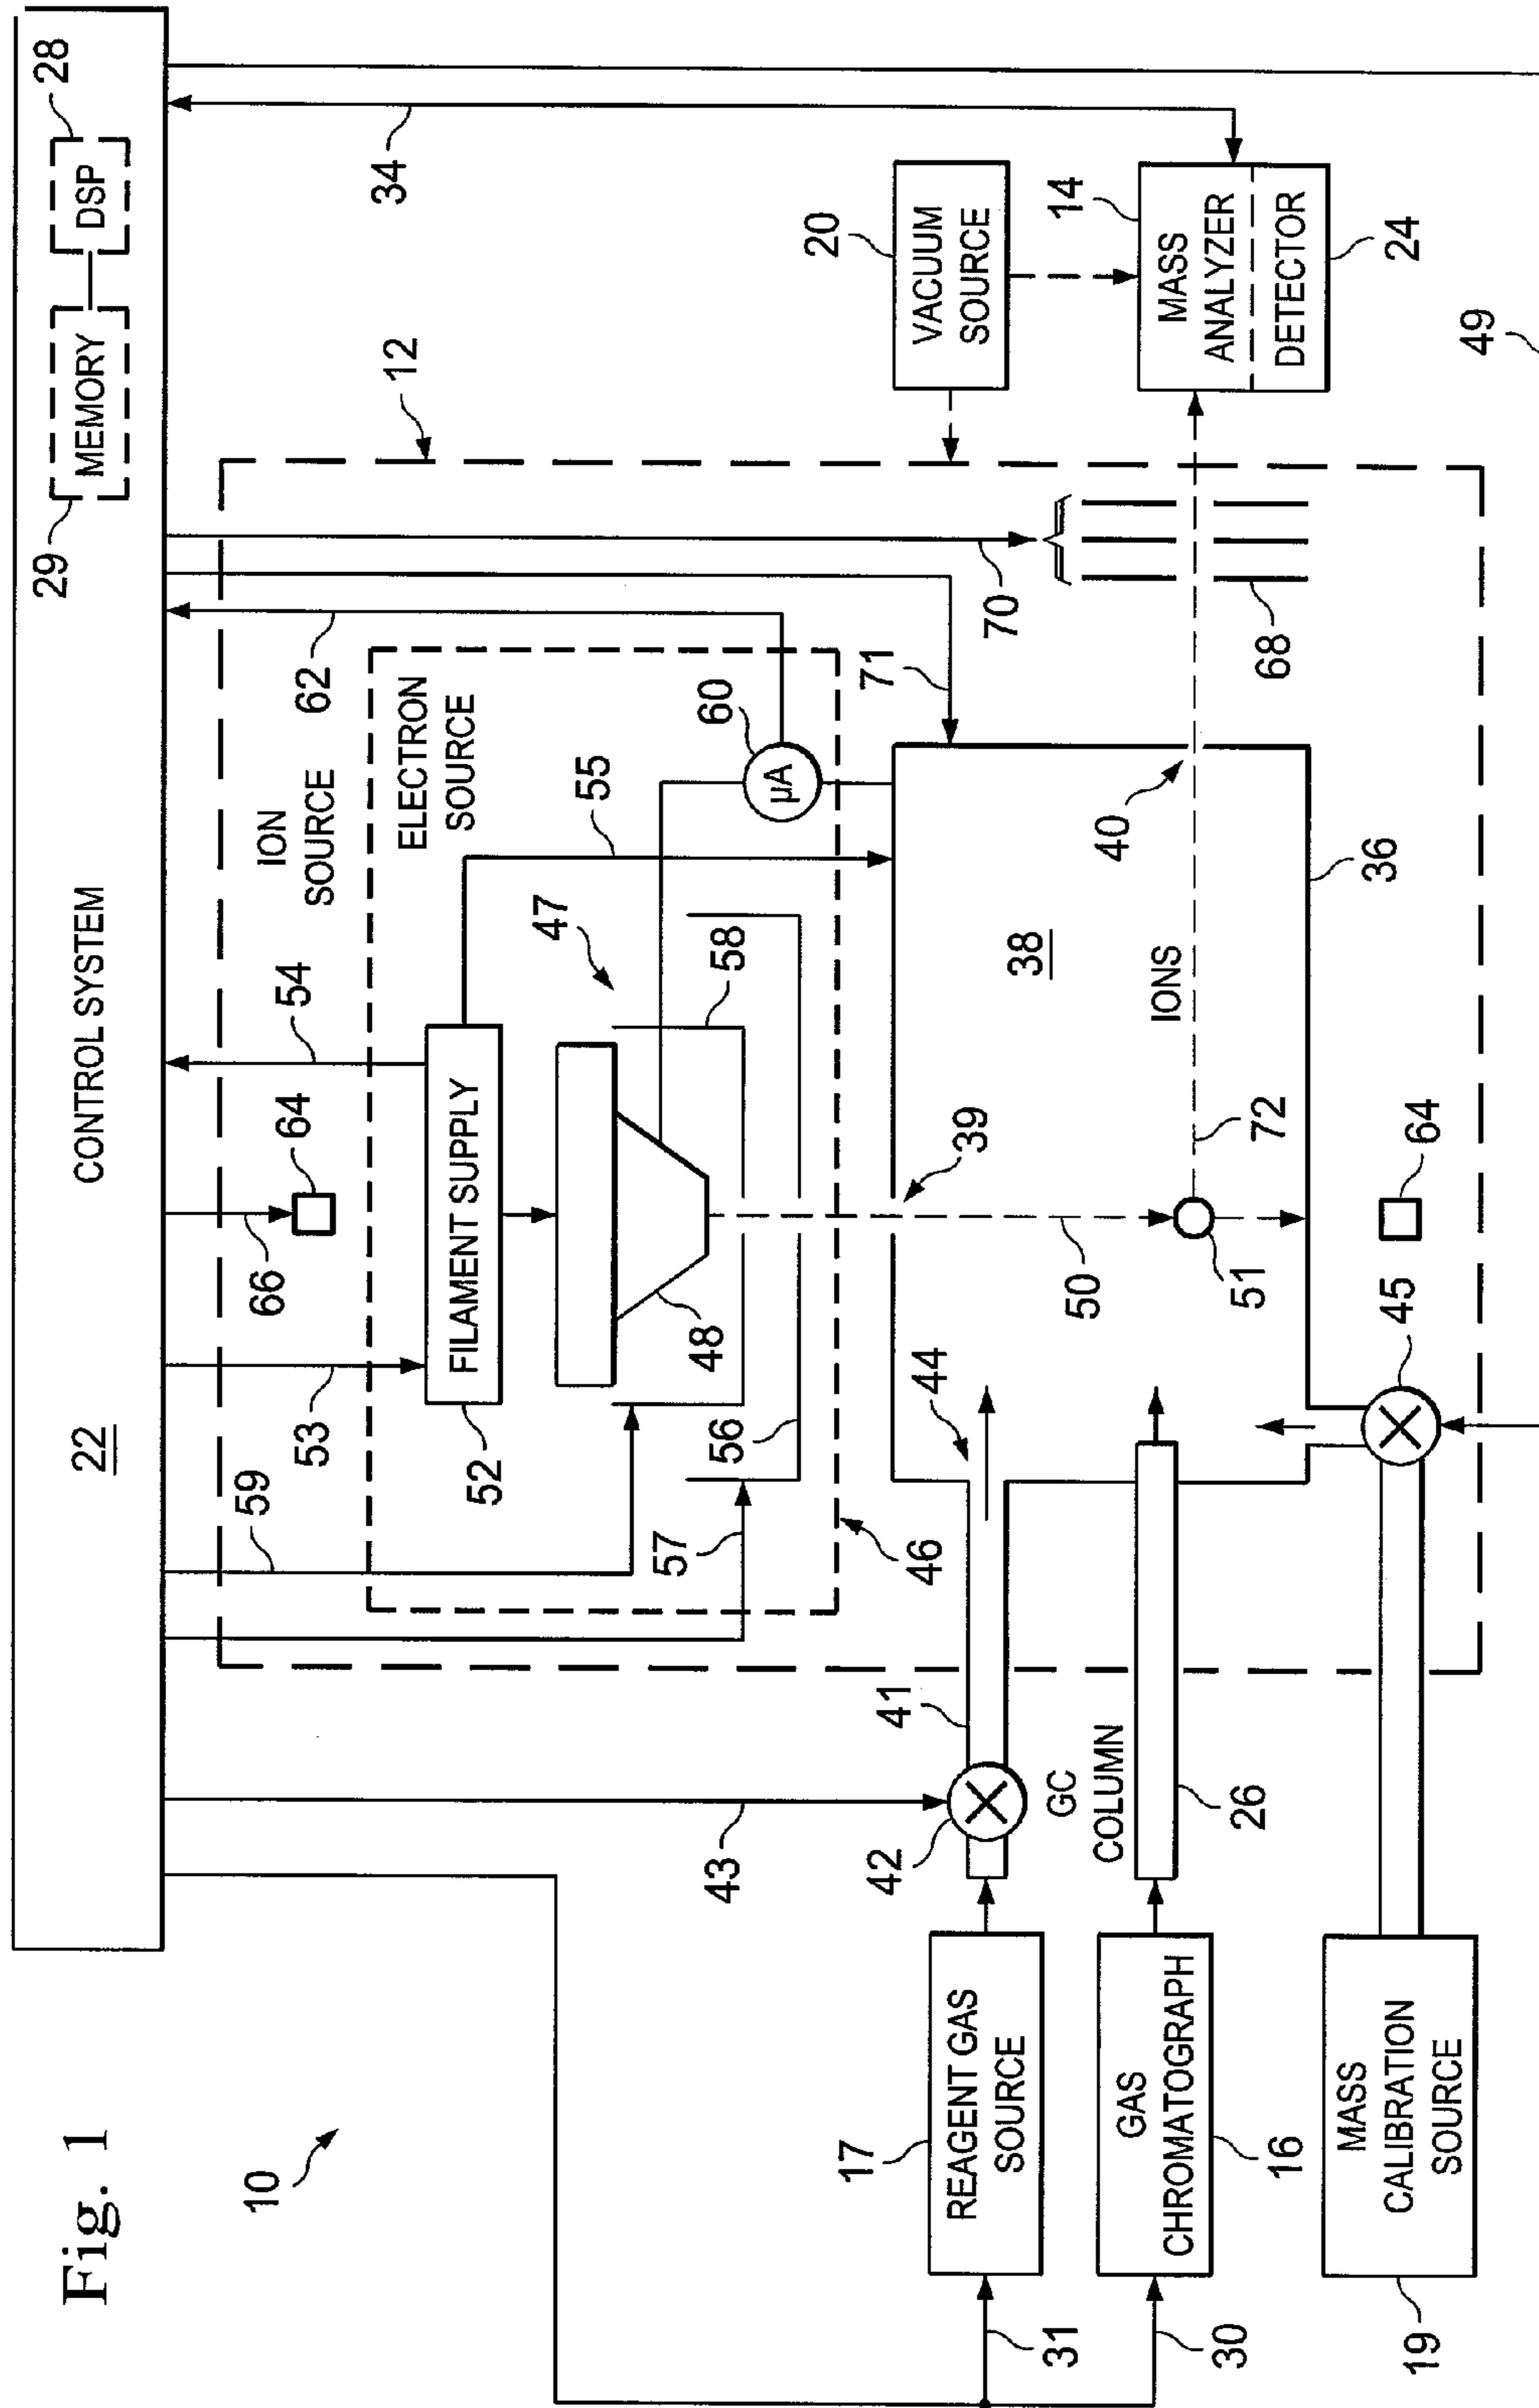 Fig. 1
10
22
CONTROL SYSTEM
29
MEMORY
DSP
28
34
12
59
53
66
64
54
62
ION
SOURCE
ELECTRON
SOURCE
FILAMENT SUPPLY
52
47
55
60
µA
48
58
56
57
46
70
71
68
20
VACUUM
SOURCE
14
MASS
ANALYZER
DETECTOR
24
49
43
42
41
44
39
38
40
36
IONS
72
50
51
45
64
17
REAGENT GAS
SOURCE
31
GC
COLUMN
26
GAS
CHROMATOGRAPH
16
30
MASS
CALIBRATION
SOURCE
19